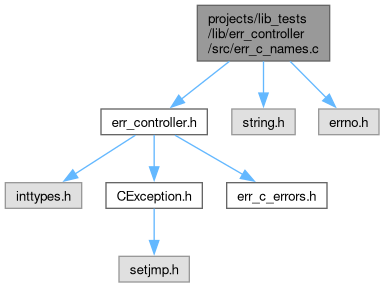 projects/lib_tests
/lib/err_controller
/src/err_c_names.c
err_controller.h
string.h
errno.h
inttypes.h
CException.h
err_c_errors.h
setjmp.h